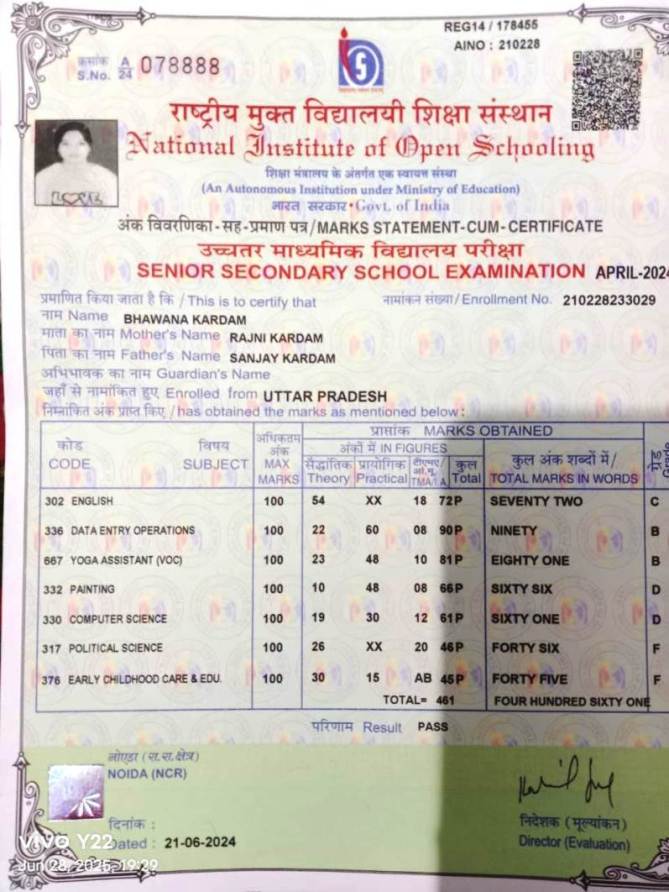 REG14 / 178455
AINO : 210228
क्रमांक A
S.No. 24 078888
राष्ट्रीय मुक्त विद्यालयी शिक्षा संस्थान
National Institute of Open Schooling
शिक्षा मंत्रालय के अंतर्गत एक स्वायत्त संस्था
(An Autonomous Institution under Ministry of Education)
भारत सरकार•Govt. of India
अंक विवरणिका-सह-प्रमाण पत्र/MARKS STATEMENT-CUM-CERTIFICATE
उच्चतर माध्यमिक विद्यालय परीक्षा
SENIOR SECONDARY SCHOOL EXAMINATION APRIL-2024
प्रमाणित किया जाता है कि / This is to certify that नामांकन संख्या/Enrollment No. 210228233029
नाम Name BHAWANA KARDAM
माता का नाम Mother's Name RAJNI KARDAM
पिता का नाम Father's Name SANJAY KARDAM
अभिभावक का नाम Guardian's Name
जहाँ से नामांकित हुए Enrolled from UTTAR PRADESH
निम्नांकित अंक प्राप्त किए / has obtained the marks as mentioned below :
कोड विषय अधिकतम अंक प्राप्तांक MARKS OBTAINED
CODE SUBJECT MAX MARKS अंकों में IN FIGURES कुल अंक शब्दों में/ ग्रेड
सैद्धांतिक प्रायोगिक कुल
Theory Practical TMA Total TOTAL MARKS IN WORDS
302 ENGLISH 100 54 XX 18 72P SEVENTY TWO C
336 DATA ENTRY OPERATIONS 100 22 60 08 90P NINETY B
667 YOGA ASSISTANT (VOC) 100 23 48 10 81P EIGHTY ONE B
332 PAINTING 100 10 48 08 66P SIXTY SIX D
330 COMPUTER SCIENCE 100 19 30 12 61P SIXTY ONE D
317 POLITICAL SCIENCE 100 26 XX 20 46P FORTY SIX F
376 EARLY CHILDHOOD CARE & EDU. 100 30 15 AB 45P FORTY FIVE F
TOTAL= 461 FOUR HUNDRED SIXTY ONE
परिणाम Result PASS
नोएडा (रा.रा.क्षेत्र)
NOIDA (NCR)
दिनांक :
Dated : 21-06-2024
निदेशक (मूल्यांकन)
Director (Evaluation)
VIVO Y22
Jun 28, 2025, 19:29